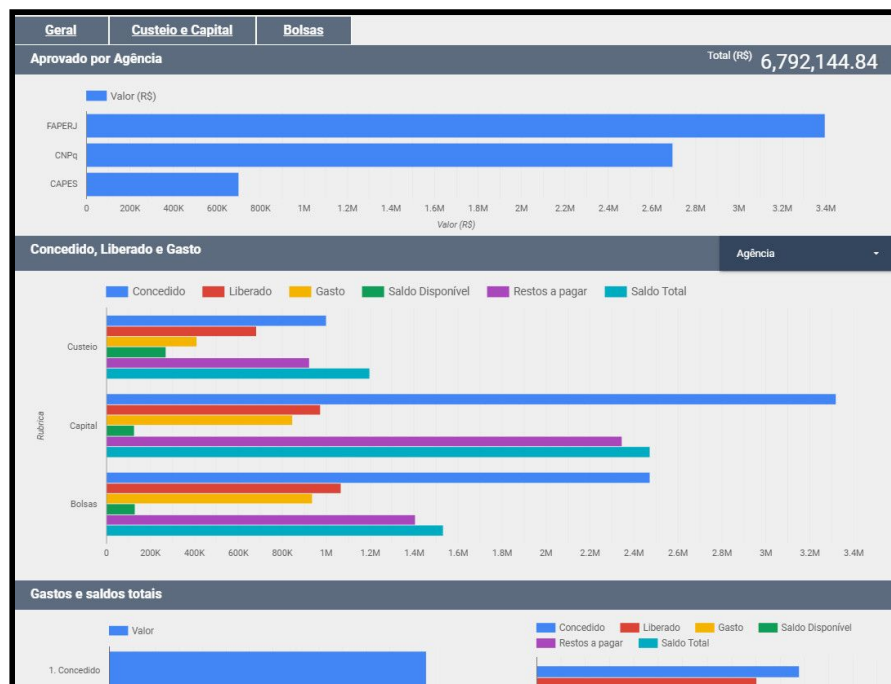 Geral Custeio e Capital Bolsas
Aprovado por Agência Total (R$) 6,792,144.84
Valor (R$)
FAPERJ
CNPq
CAPES
0 200K 400K 600K 800K 1M 1.2M 1.4M 1.6M 1.8M 2M 2.2M 2.4M 2.6M 2.8M 3M 3.2M 3.4M
Valor (R$)
Concedido, Liberado e Gasto Agência
Concedido Liberado Gasto Saldo Disponível Restos a pagar Saldo Total
Custeio
Rubrica
Capital
Bolsas
0 200K 400K 600K 800K 1M 1.2M 1.4M 1.6M 1.8M 2M 2.2M 2.4M 2.6M 2.8M 3M 3.2M 3.4M
Gastos e saldos totais
Valor
1. Concedido
Concedido Liberado Gasto Saldo Disponível
Restos a pagar Saldo Total